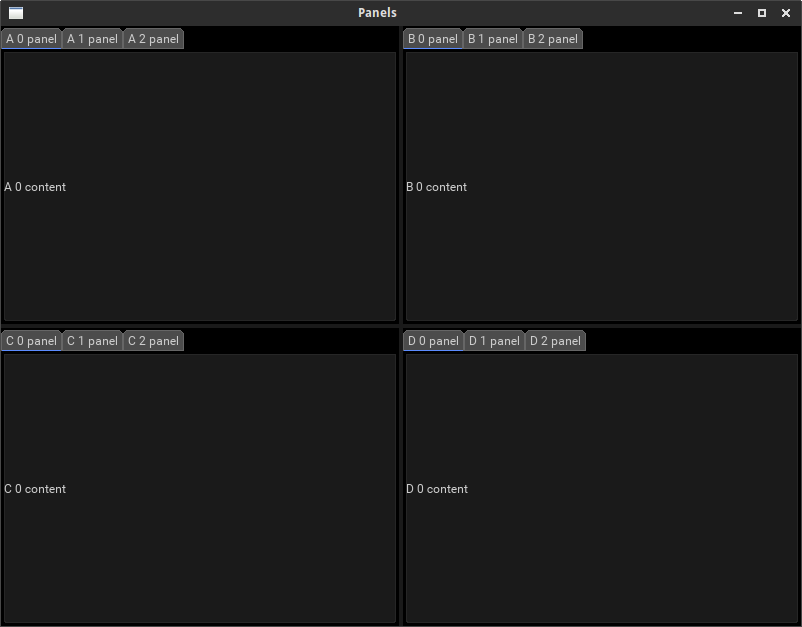 Panels
A 0 panel A 1 panel A 2 panel
B 0 panel B 1 panel B 2 panel
A 0 content
B 0 content
C 0 panel C 1 panel C 2 panel
D 0 panel D 1 panel D 2 panel
C 0 content
D 0 content